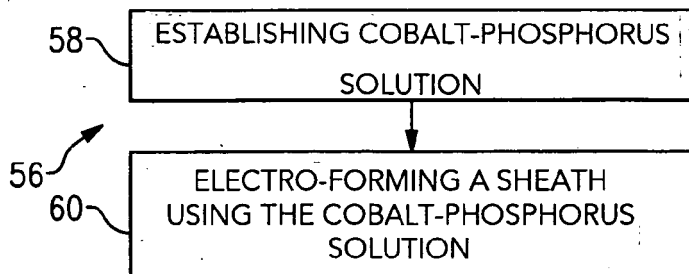 58
ESTABLISHING COBALT-PHOSPHORUS
SOLUTION
56
60
ELECTRO-FORMING A SHEATH
USING THE COBALT-PHOSPHORUS
SOLUTION